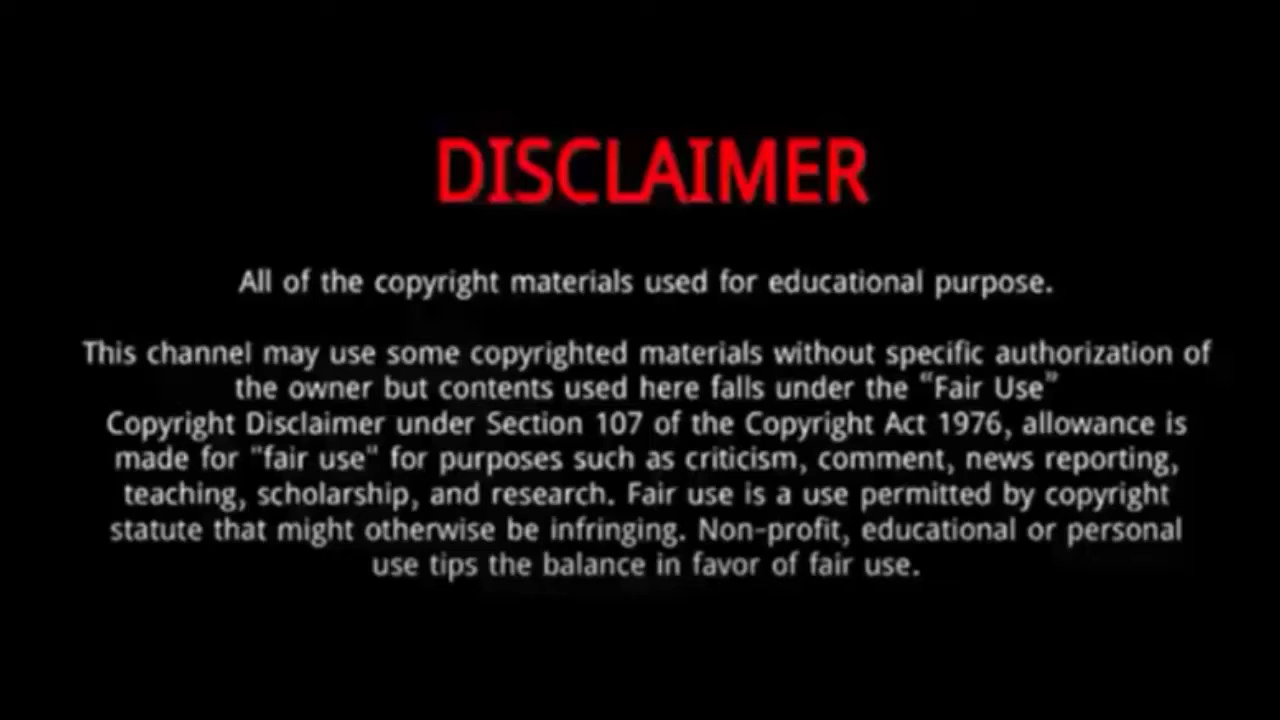 DISCLAIMER
All of the copyright materials used for educational purpose.
This channel may use some copyrighted materials without specific authorization of
the owner but contents used here falls under the “Fair Use”
Copyright Disclaimer under Section 107 of the Copyright Act 1976, allowance is
made for "fair use" for purposes such as criticism, comment, news reporting,
teaching, scholarship, and research. Fair use is a use permitted by copyright
statute that might otherwise be infringing. Non-profit, educational or personal
use tips the balance in favor of fair use.